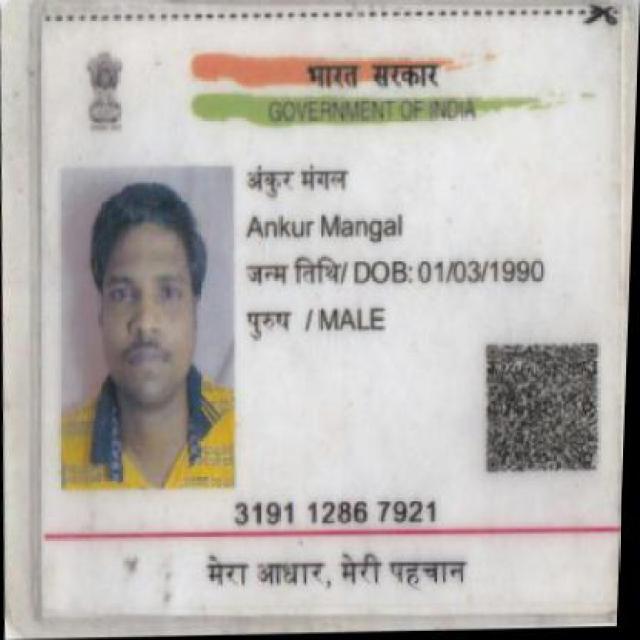 भारत सरकार
GOVERNMENT OF INDIA
अंकुर मंगल
Ankur Mangal
जन्म तिथि/ DOB: 01/03/1990
पुरुष / MALE
3191 1286 7921
मेरा आधार, मेरी पहचान